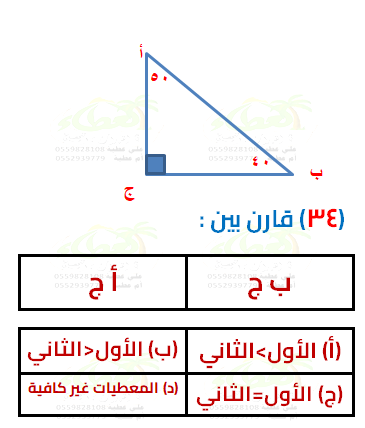 أ
٥٠
٤٠
ب
ج
(٣٤) قارن بين :
ب ج
أ ج
(أ) الأول>الثاني
(ب) الأول<الثاني
(ج) الأول=الثاني
(د) المعطيات غير كافية